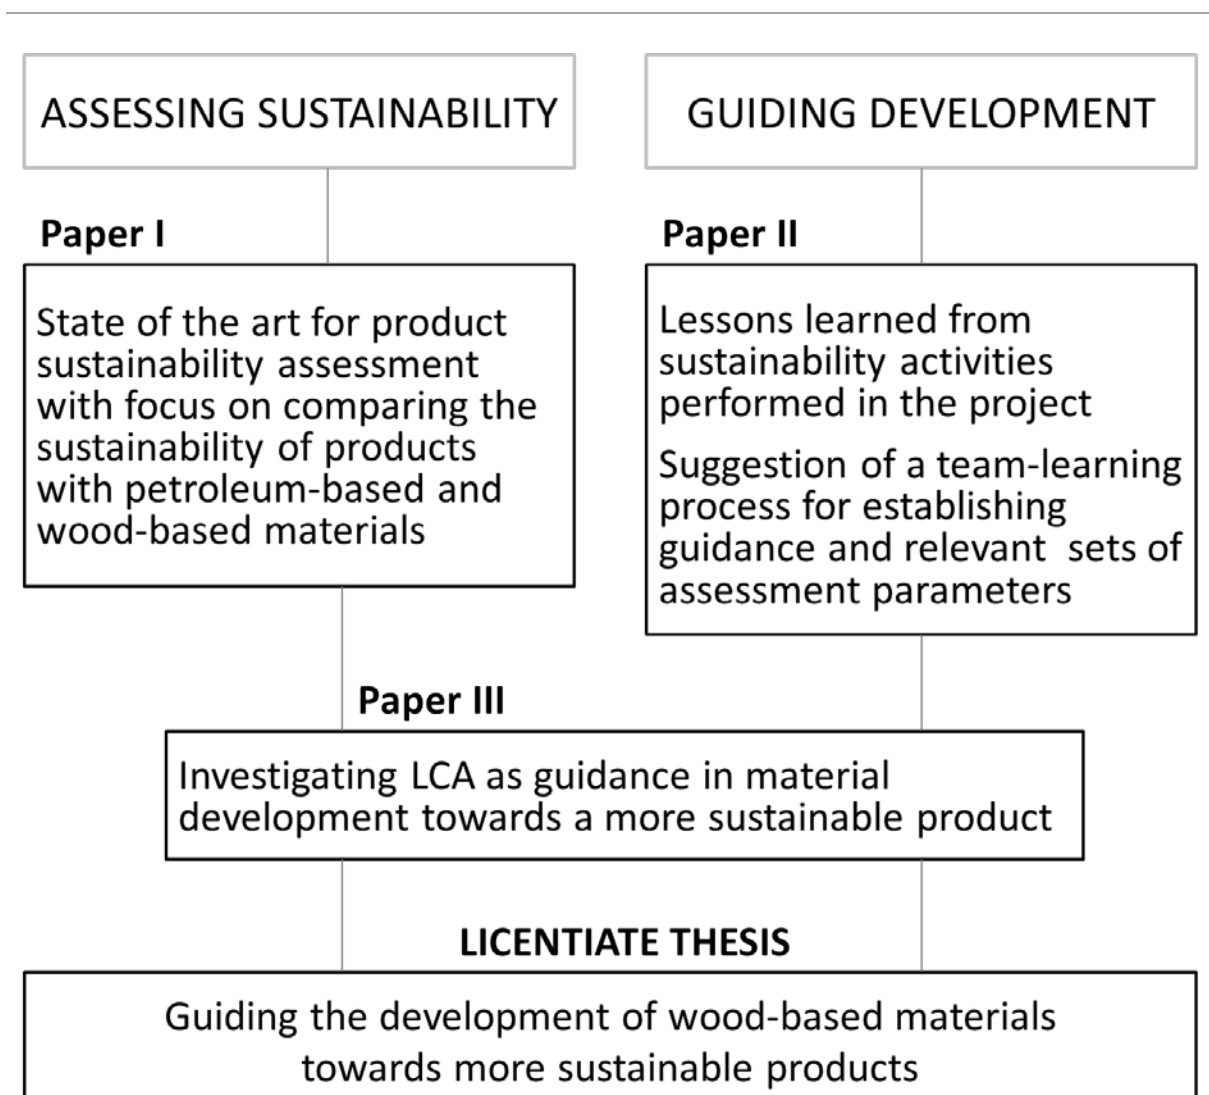 ASSESSING SUSTAINABILITY
GUIDING DEVELOPMENT
Paper I
State of the art for product
sustainability assessment
with focus on comparing the
sustainability of products
with petroleum-based and
wood-based materials
Paper II
Lessons learned from
sustainability activities
performed in the project
Suggestion of a team-learning
process for establishing
guidance and relevant sets of
assessment parameters
Paper III
Investigating LCA as guidance in material
development towards a more sustainable product
LICENTIATE THESIS
Guiding the development of wood-based materials
towards more sustainable products